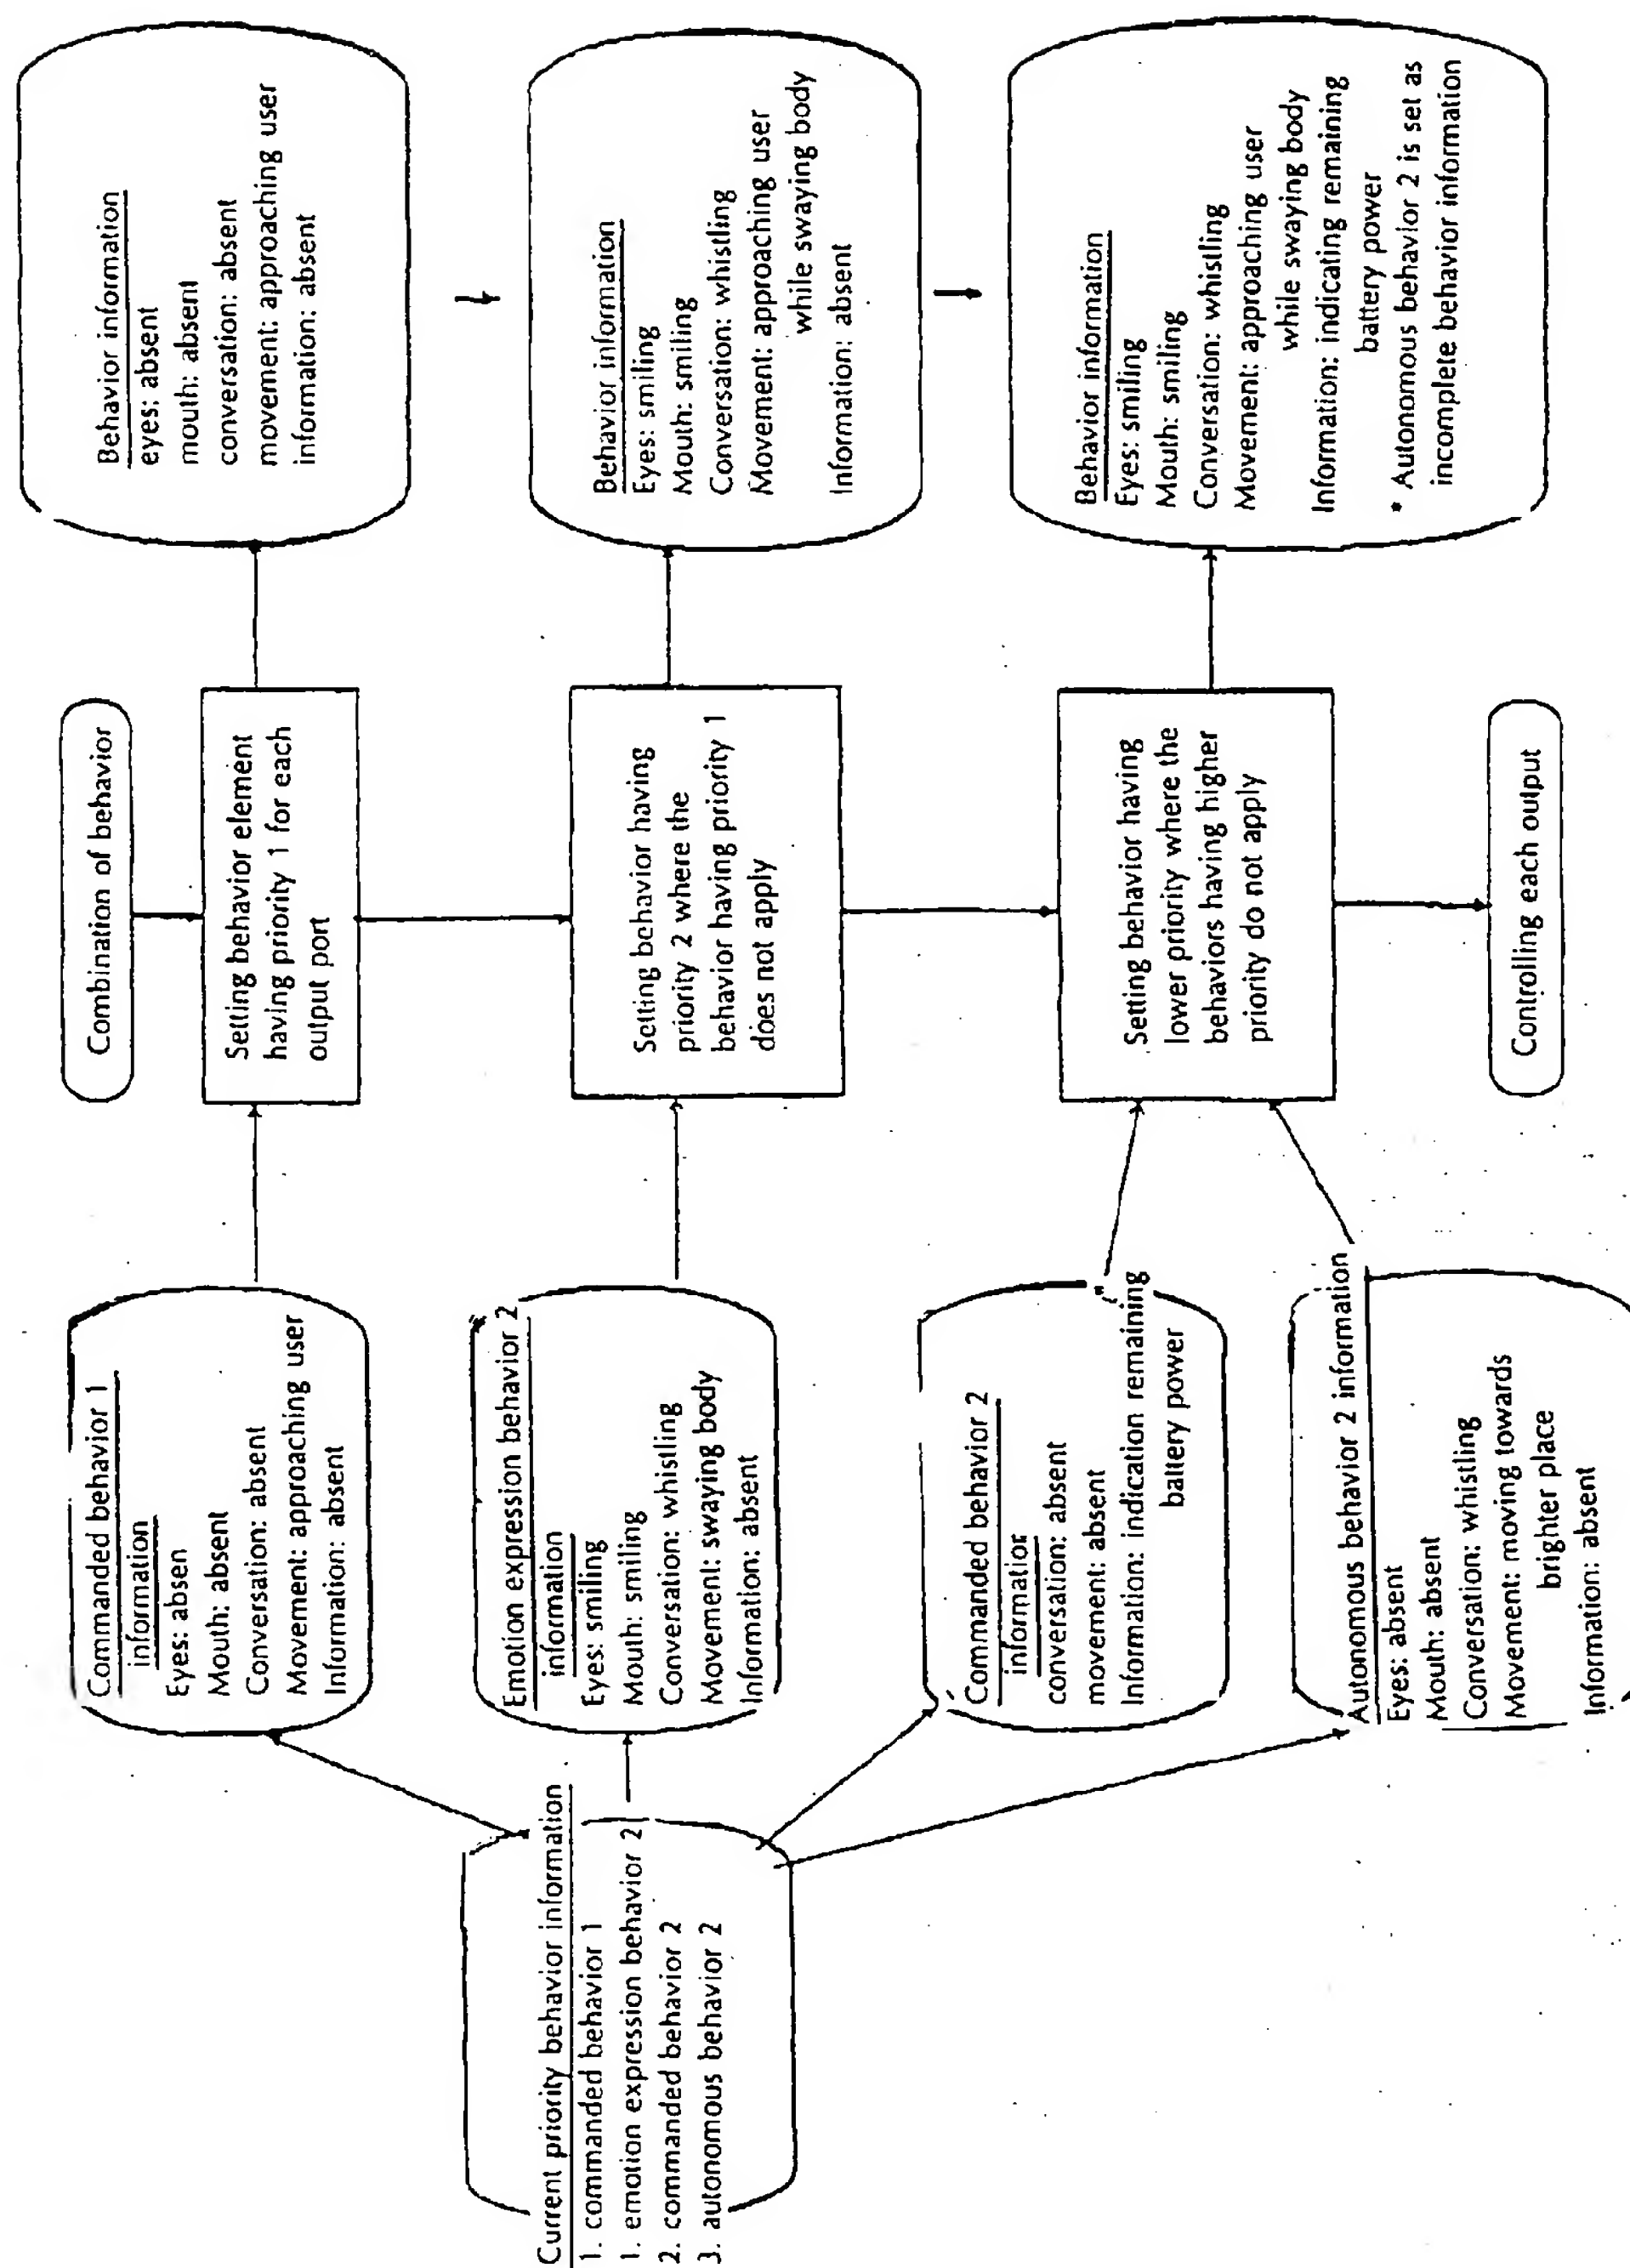 Current priority behavior information
1. commanded behavior 1
1. emotion expression behavior 2
2. commanded behavior 2
3. autonomous behavior 2
Commanded behavior 1
information
Eyes: absen
Mouth: absent
Conversation: absent
Movement: approaching user
Information: absent
Emotion expression behavior 2
information
Eyes: smiling
Mouth: smiling
Conversation: whistling
Movement: swaying body
Information: absent
Commanded behavior 2
informatior
conversation: absent
movement: absent
Information: indication remaining
battery power
Autonomous behavior 2 information
Eyes: absent
Mouth: absent
Conversation: whistling
Movement: moving towards
brighter place
Information: absent
Combination of behavior
Setting behavior element
having priority 1 for each
output port
Setting behavior having
priority 2 where the
behavior having priority 1
does not apply
Setting behavior having
lower priority where the
behaviors having higher
priority do not apply
Controlling each output
Behavior information
eyes: absent
mouth: absent
conversation: absent
movement: approaching user
information: absent
Behavior information
Eyes: smiling
Mouth: smiling
Conversation: whistling
Movement: approaching user
while swaying body
Information: absent
Behavior information
Eyes: smiling
Mouth: smiling
Conversation: whistling
Movement: approaching user
while swaying body
Information: indicating remaining
battery power
* Autonomous behavior 2 is set as
incomplete behavior information